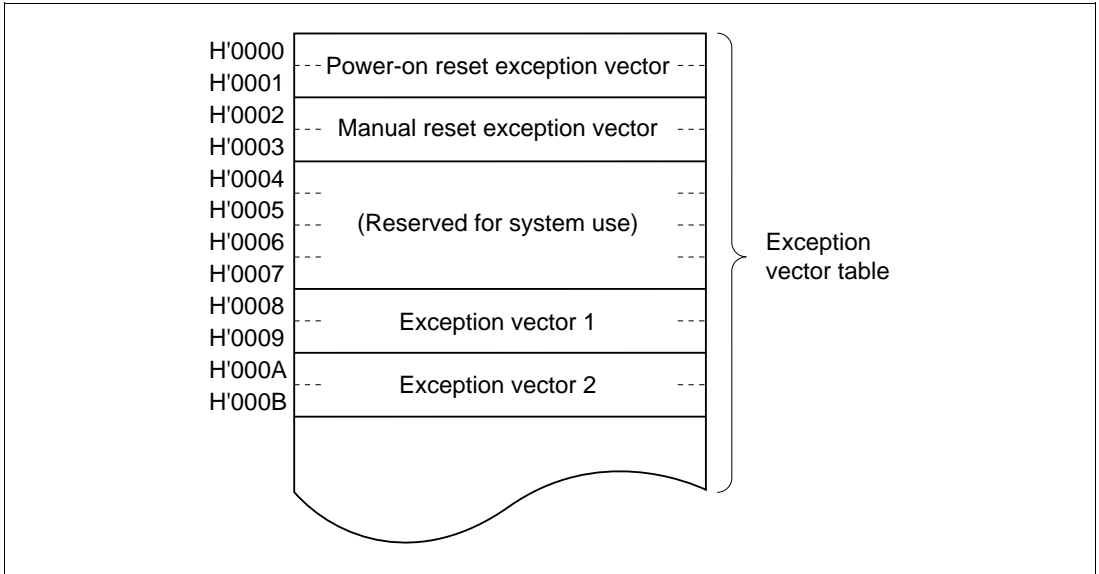 H'0000
H'0001
Power-on reset exception vector
H'0002
H'0003
Manual reset exception vector
H'0004
H'0005
H'0006
H'0007
(Reserved for system use)
H'0008
H'0009
Exception vector 1
H'000A
H'000B
Exception vector 2
Exception
vector table